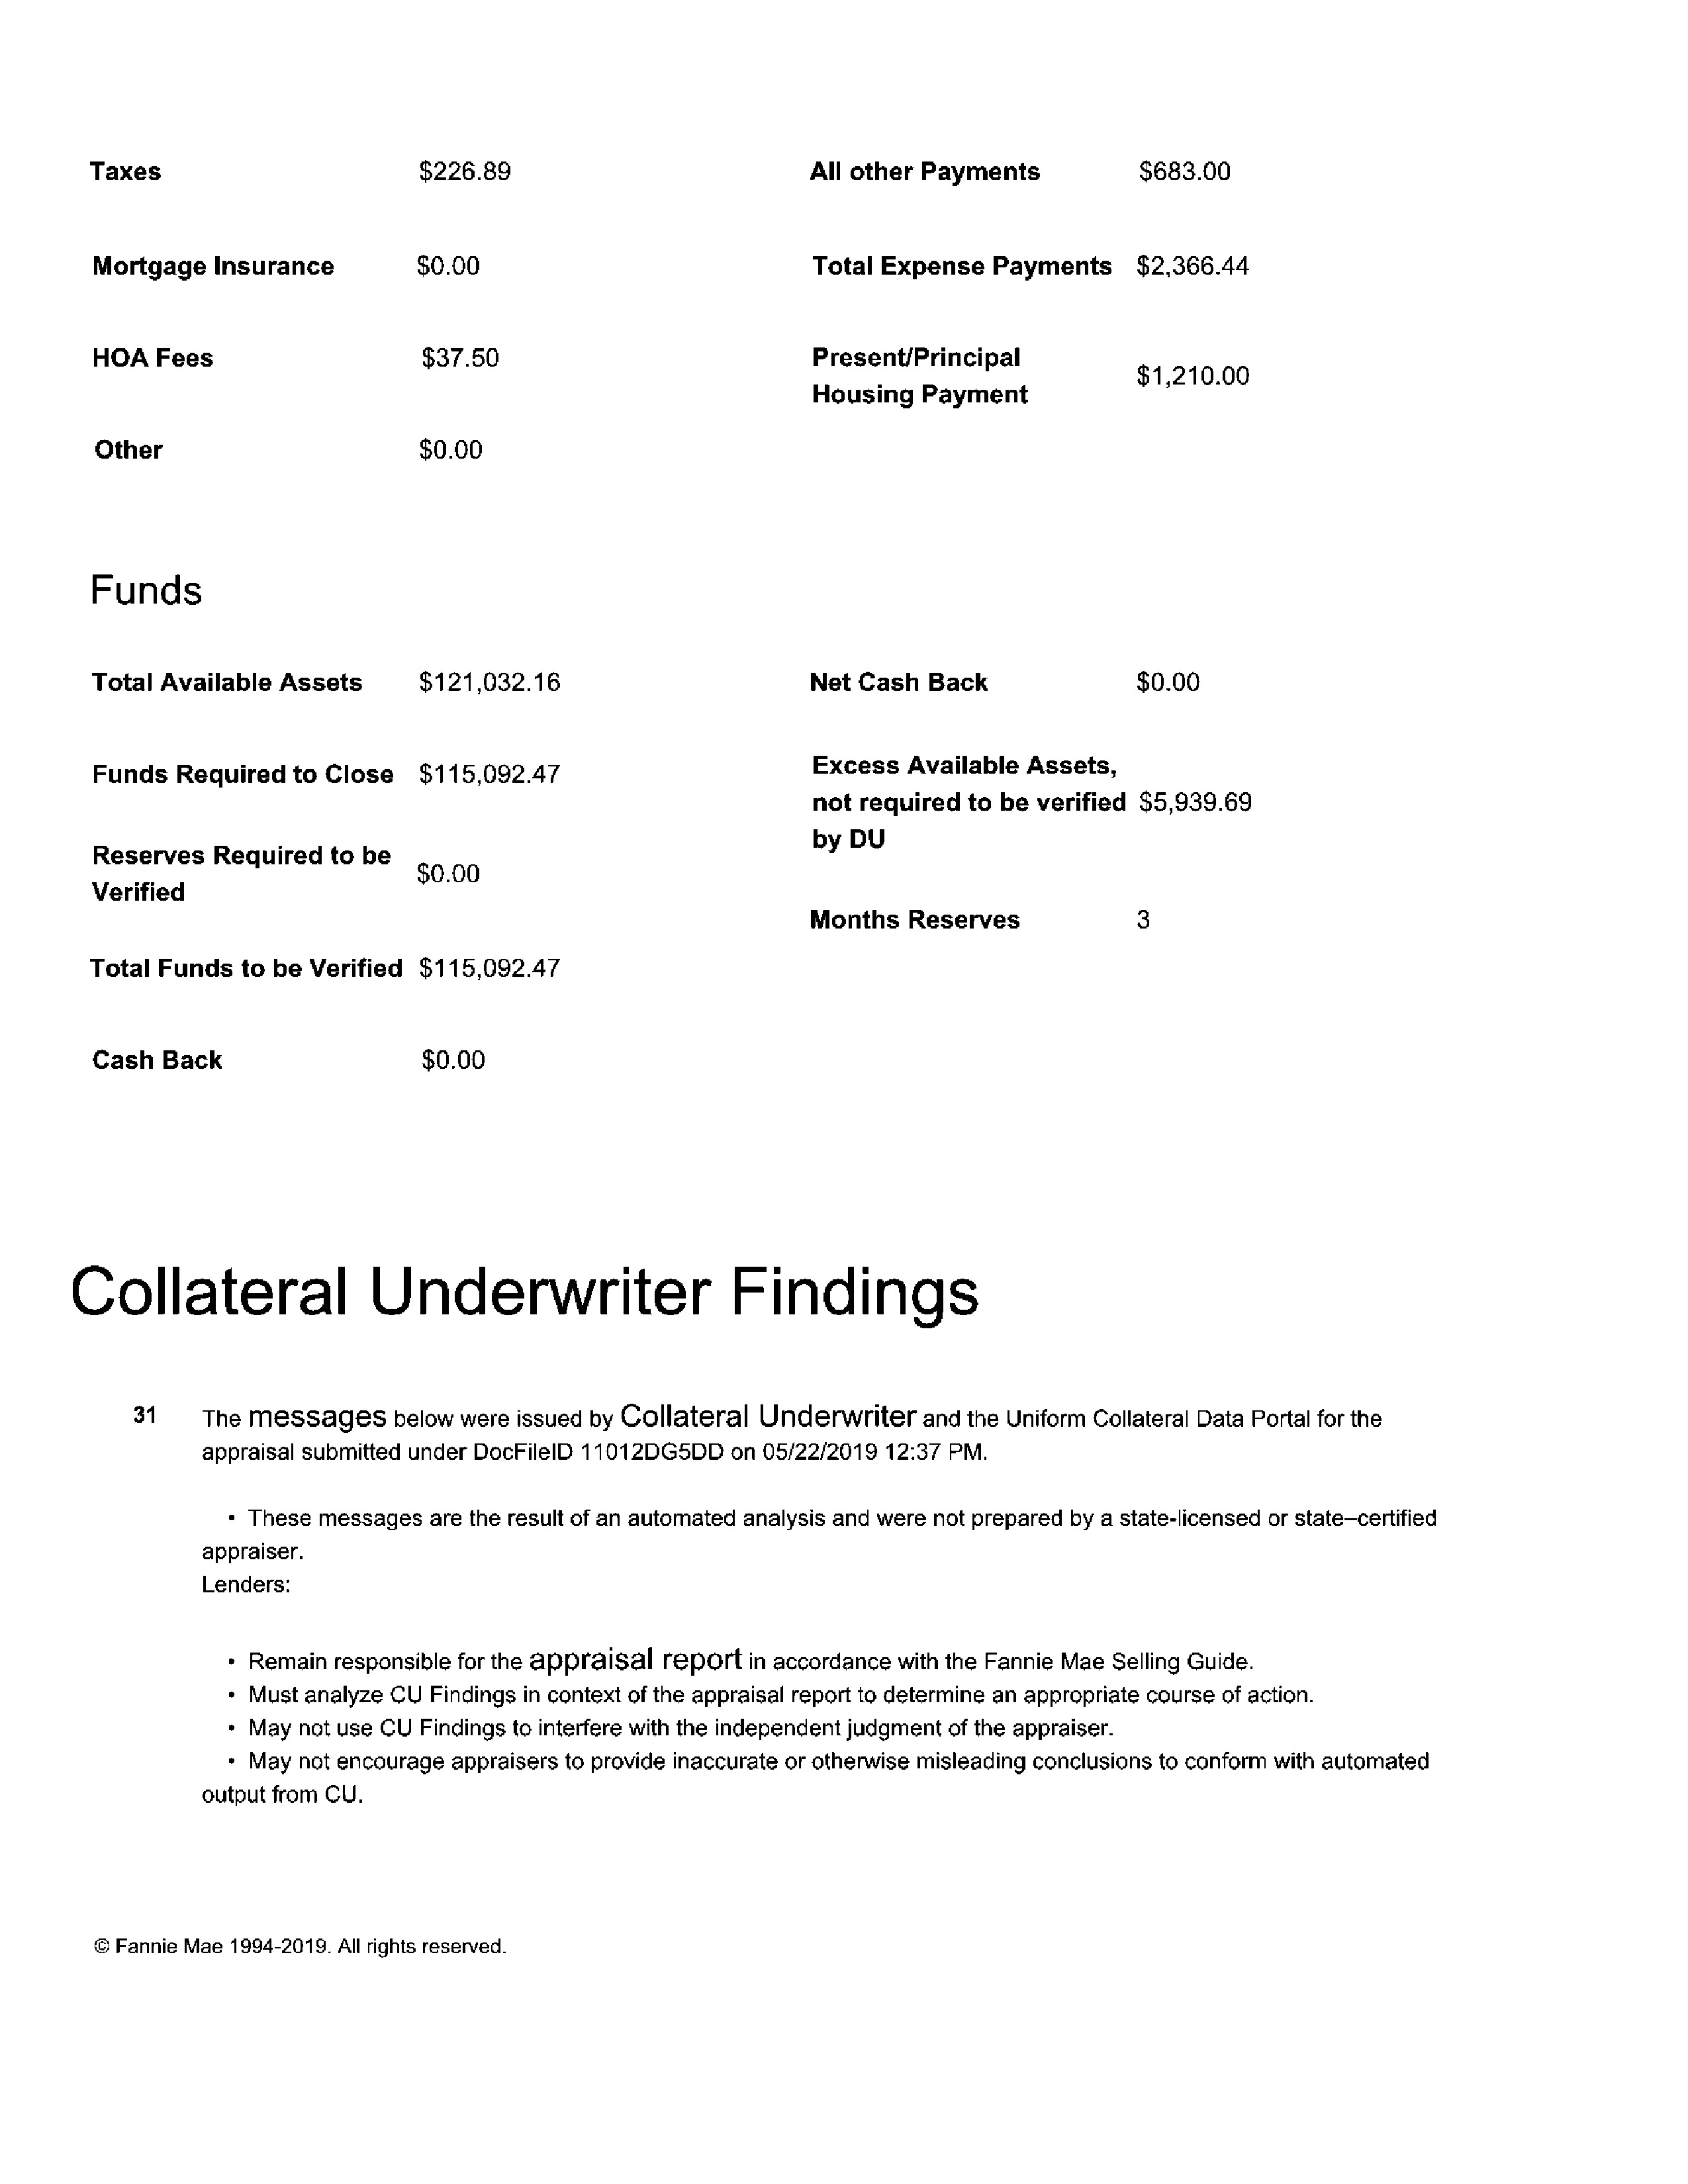 Taxes $226.89 All other Payments $683.00
Mortgage Insurance $0.00 Total Expense Payments $2,366.44
HOA Fees $37.50 Present/Principal
Housing Payment $1,210.00
Other $0.00
Funds
Total Available Assets $121,032.16 Net Cash Back $0.00
Funds Required to Close $115,092.47 Excess Available Assets,
not required to be verified $5,939.69
by DU
Reserves Required to be
Verified $0.00
Months Reserves 3
Total Funds to be Verified $115,092.47
Cash Back $0.00
Collateral Underwriter Findings
31 The messages below were issued by Collateral Underwriter and the Uniform Collateral Data Portal for the
appraisal submitted under DocFileID 11012DG5DD on 05/22/2019 12:37 PM.
• These messages are the result of an automated analysis and were not prepared by a state-licensed or state–certified
appraiser.
Lenders:
• Remain responsible for the appraisal report in accordance with the Fannie Mae Selling Guide.
• Must analyze CU Findings in context of the appraisal report to determine an appropriate course of action.
• May not use CU Findings to interfere with the independent judgment of the appraiser.
• May not encourage appraisers to provide inaccurate or otherwise misleading conclusions to conform with automated
output from CU.
© Fannie Mae 1994-2019. All rights reserved.